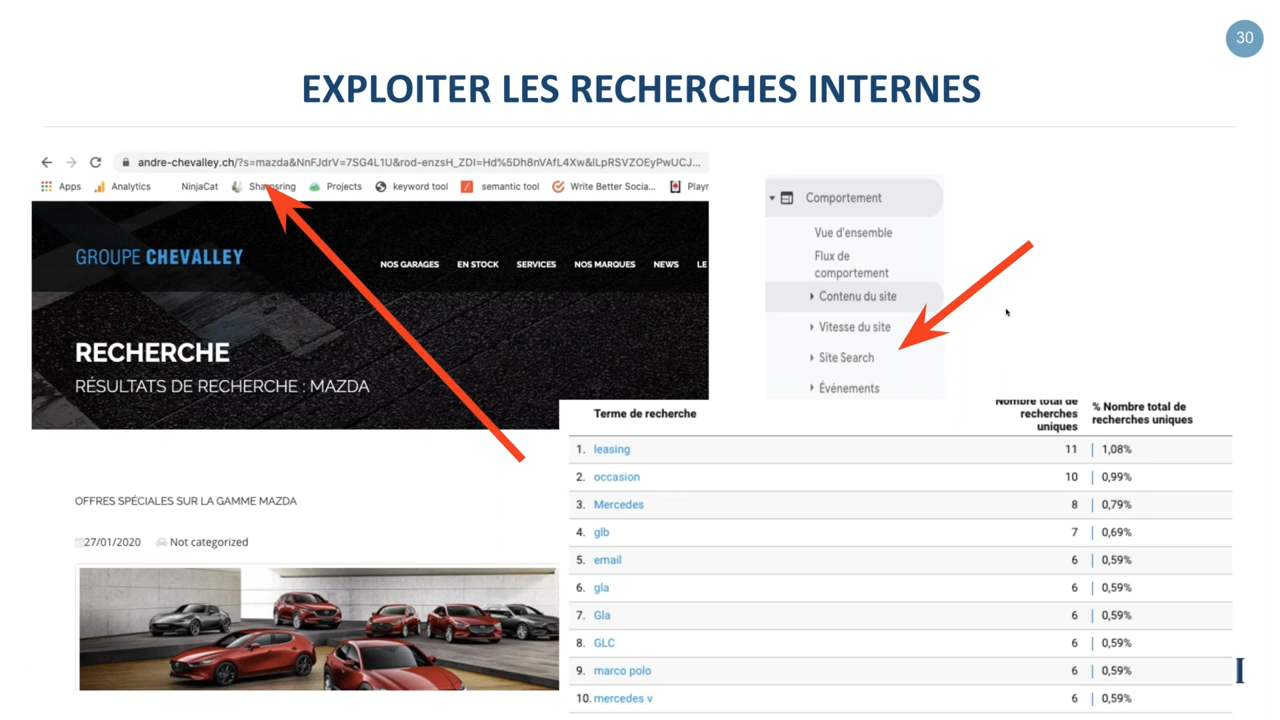 30
EXPLOITER LES RECHERCHES INTERNES
andre-chevalley.ch/?s=mazda&NnFJdrV=7SG4L1U&rod-enzsH_ZDI=Hd%5Dh8nVAfL4Xw&lLpRSVZOEyPwUCJ...
Apps Analytics NinjaCat Sharpsring Projects keyword tool semantic tool Write Better Socia... Playr
GROUPE CHEVALLEY
NOS GARAGES EN STOCK SERVICES NOS MARQUES NEWS LE
RECHERCHE
RÉSULTATS DE RECHERCHE : MAZDA
OFFRES SPÉCIALES SUR LA GAMME MAZDA
27/01/2020 Not categorized
Comportement
Vue d'ensemble
Flux de
comportement
Contenu du site
Vitesse du site
Site Search
Événements
Terme de recherche
Nombre total de
recherches
uniques
% Nombre total de
recherches uniques
1. leasing 11 1,08%
2. occasion 10 0,99%
3. Mercedes 8 0,79%
4. glb 7 0,69%
5. email 6 0,59%
6. gla 6 0,59%
7. Gla 6 0,59%
8. GLC 6 0,59%
9. marco polo 6 0,59%
10. mercedes v 6 0,59%